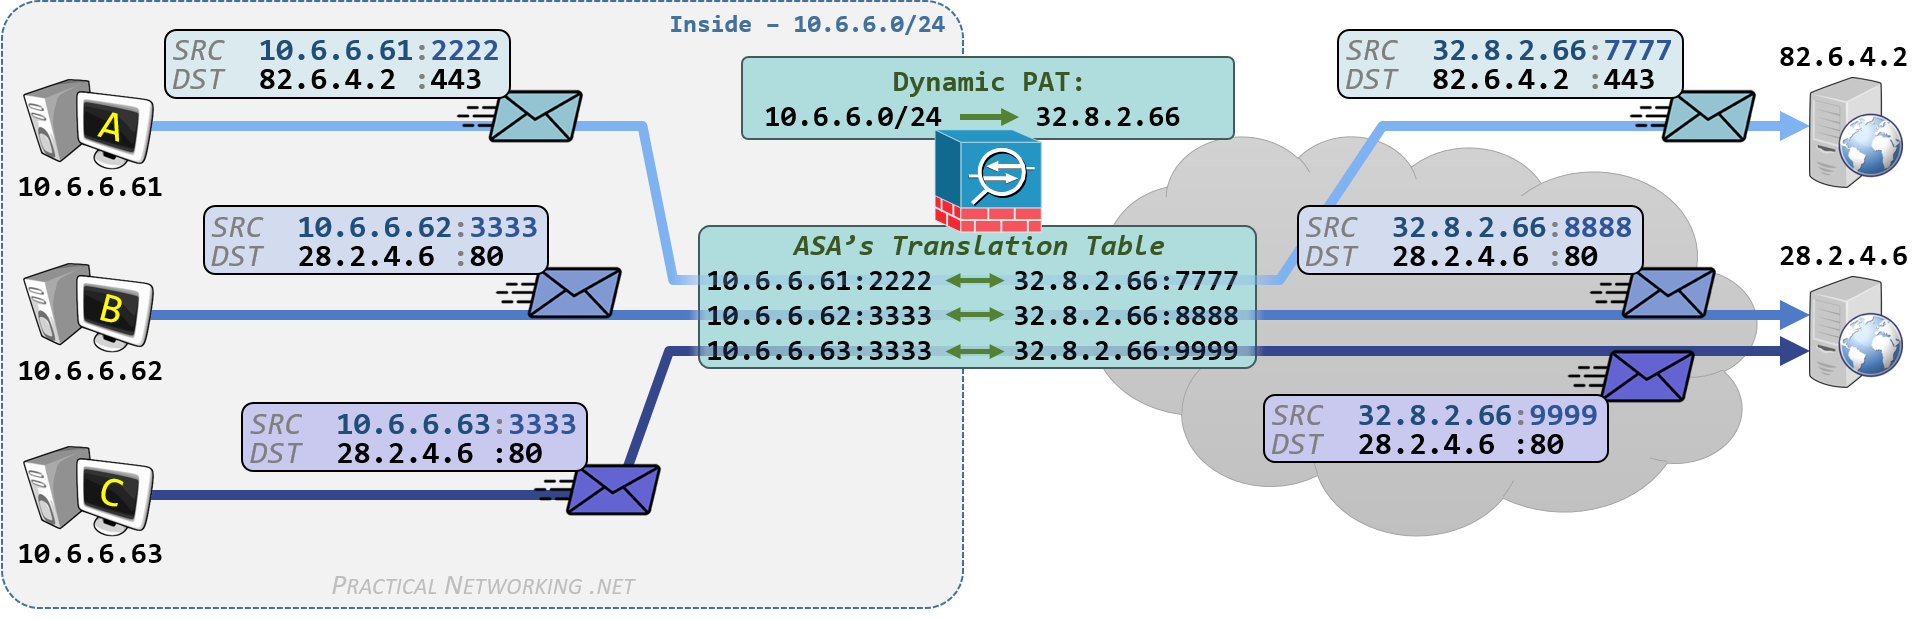 Inside – 10.6.6.0/24
SRC 10.6.6.61:2222
DST 82.6.4.2 :443
A
10.6.6.61
Dynamic PAT:
10.6.6.0/24 32.8.2.66
SRC 32.8.2.66:7777
DST 82.6.4.2 :443
82.6.4.2
SRC 10.6.6.62:3333
DST 28.2.4.6 :80
B
10.6.6.62
ASA’s Translation Table
10.6.6.61:2222 32.8.2.66:7777
10.6.6.62:3333 32.8.2.66:8888
10.6.6.63:3333 32.8.2.66:9999
SRC 32.8.2.66:8888
DST 28.2.4.6 :80
28.2.4.6
SRC 10.6.6.63:3333
DST 28.2.4.6 :80
C
10.6.6.63
SRC 32.8.2.66:9999
DST 28.2.4.6 :80
PRACTICAL NETWORKING .NET